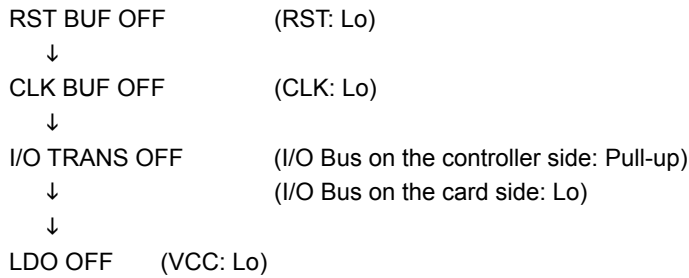 RST BUF OFF (RST: Lo)
↓
CLK BUF OFF (CLK: Lo)
↓
I/O TRANS OFF (I/O Bus on the controller side: Pull-up)
↓ (I/O Bus on the card side: Lo)
↓
LDO OFF (VCC: Lo)